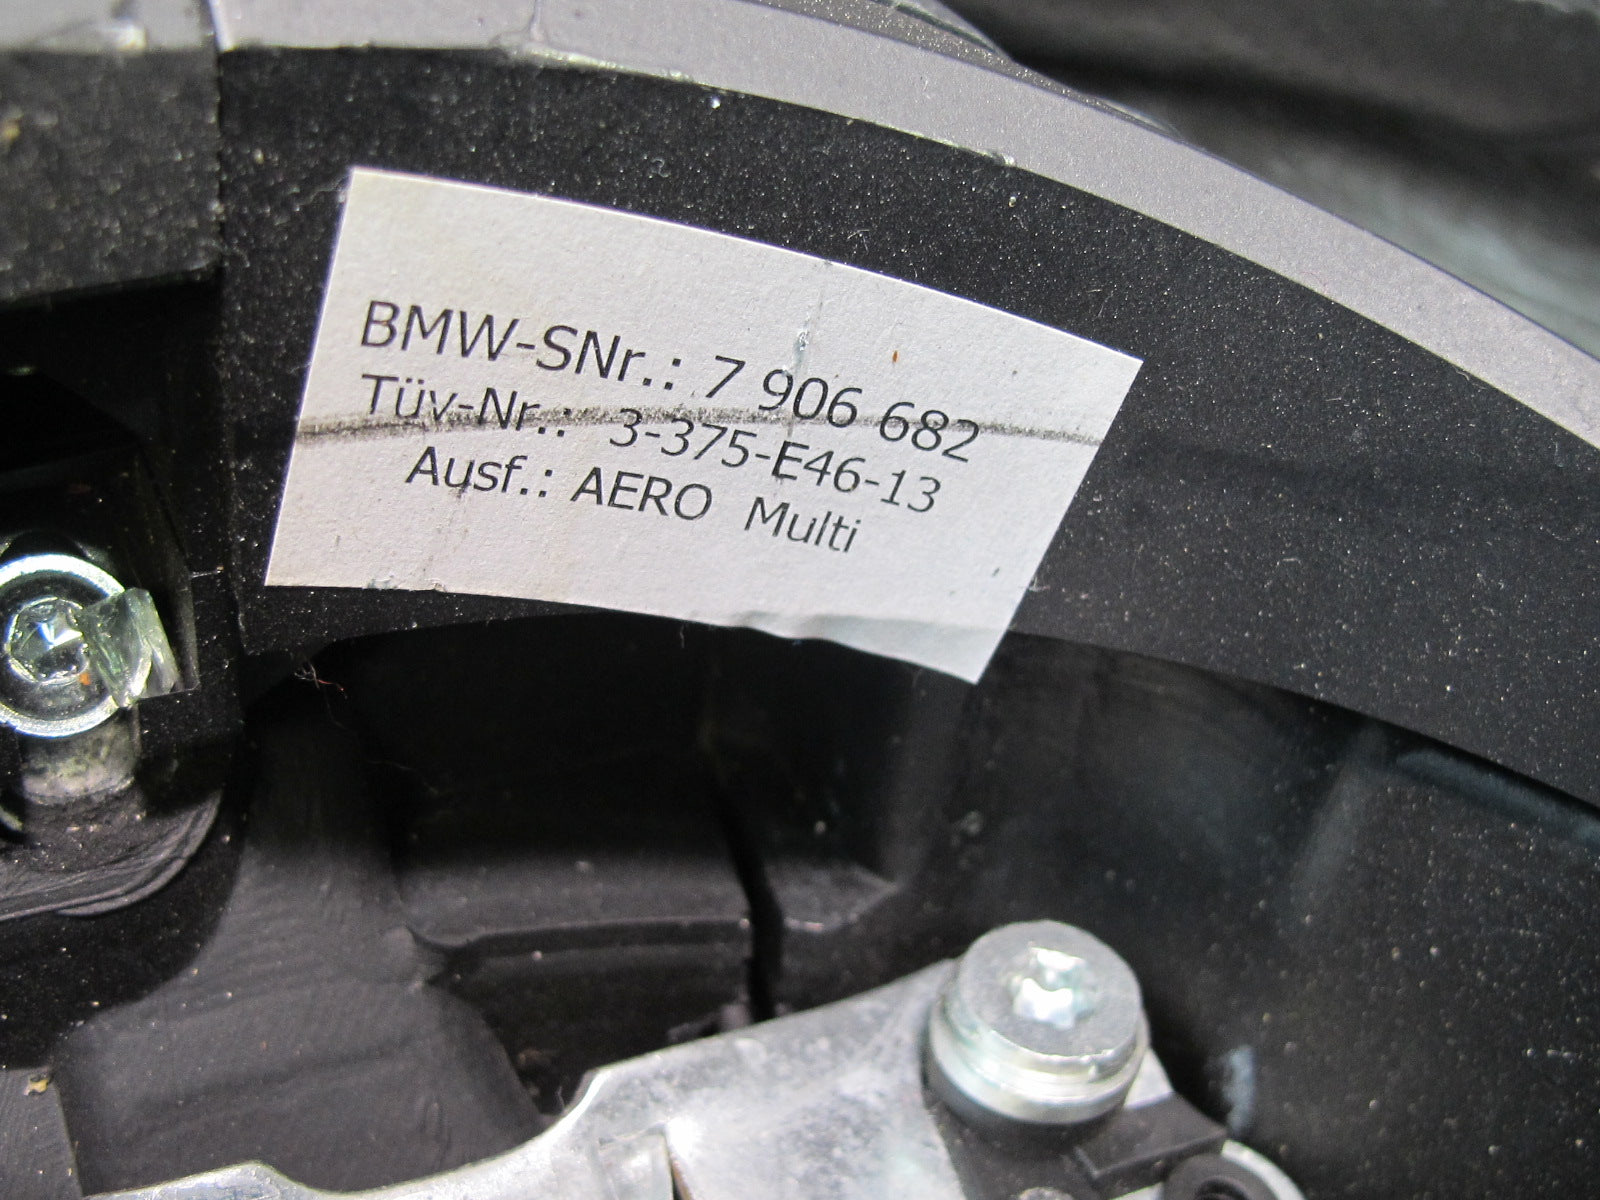 BMW-SNr.: 7 906 682
Tüv-Nr.: 3-375-E46-13
Ausf.: AERO Multi